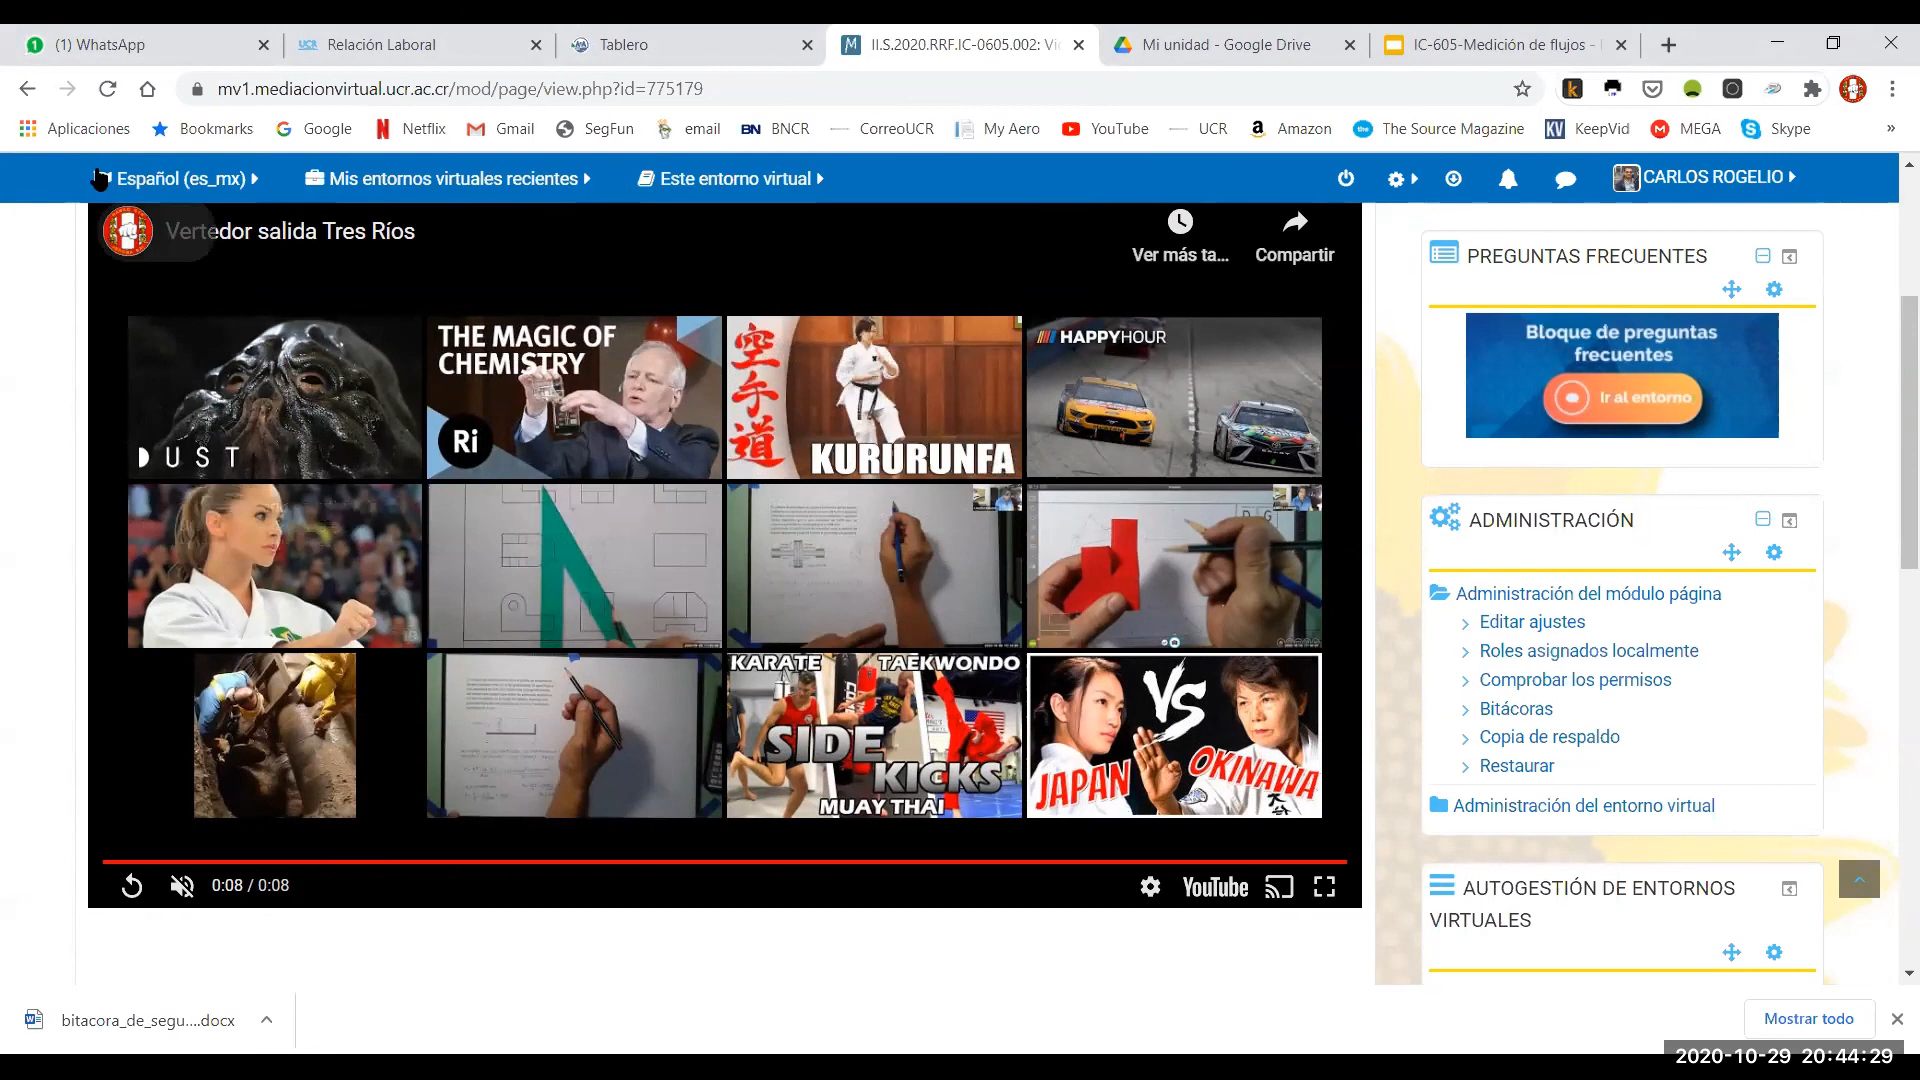 (1) WhatsApp
Relación Laboral
Tablero
II.S.2020.RRF.IC-0605.002: Vi
Mi unidad - Google Drive
IC-605-Medición de flujos -
mv1.mediacionvirtual.ucr.ac.cr/mod/page/view.php?id=775179
Aplicaciones
Bookmarks
Google
Netflix
Gmail
SegFun
email
BN BNCR
CorreoUCR
My Aero
YouTube
UCR
Amazon
The Source Magazine
KV KeepVid
MEGA
Skype
»
Español (es_mx)
Mis entornos virtuales recientes
Este entorno virtual
CARLOS ROGELIO
Vertedor salida Tres Ríos
Ver más ta...
Compartir
DUST
THE MAGIC OF
CHEMISTRY
Ri
空
手
道
KURURUNFA
HAPPYHOUR
KARATE
TAEKWONDO
SIDE
KICKS
MUAY THAI
VS
JAPAN
OKINAWA
0:08 / 0:08
YouTube
PREGUNTAS FRECUENTES
Bloque de preguntas
frecuentes
Ir al entorno
ADMINISTRACIÓN
Administración del módulo página
Editar ajustes
Roles asignados localmente
Comprobar los permisos
Bitácoras
Copia de respaldo
Restaurar
Administración del entorno virtual
AUTOGESTIÓN DE ENTORNOS
VIRTUALES
bitacora_de_segu....docx
Mostrar todo
2020-10-29 20:44:29